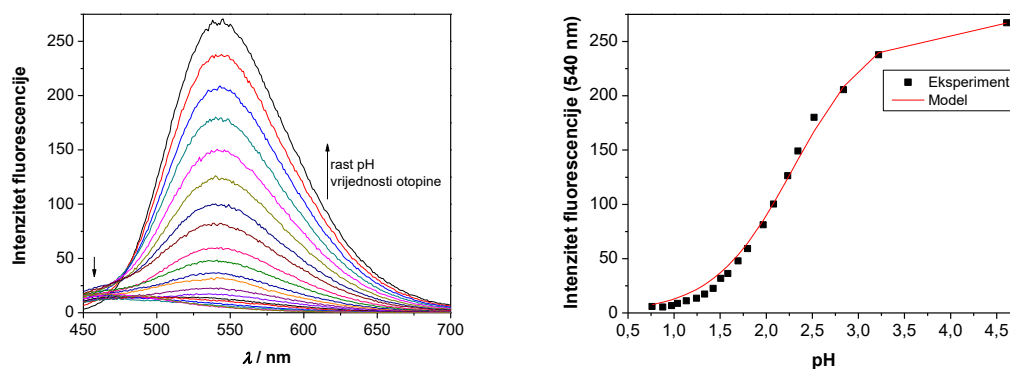 Intenzitet fluorescencije
250
200
150
100
50
0
rast pH
vrijednosti otopine
450 500 550 600 650 700
λ / nm
Intenzitet fluorescencije (540 nm)
250
200
150
100
50
0
Eksperiment
Model
0,5 1,0 1,5 2,0 2,5 3,0 3,5 4,0 4,5
pH